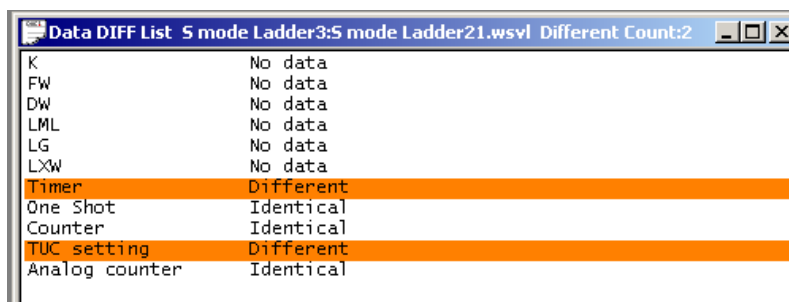 Data DIFF List S mode Ladder3:S mode Ladder21.wsvl Different Count:2
K No data
FW No data
DW No data
LML No data
LG No data
LXW No data
Timer Different
One Shot Identical
Counter Identical
TUC setting Different
Analog counter Identical